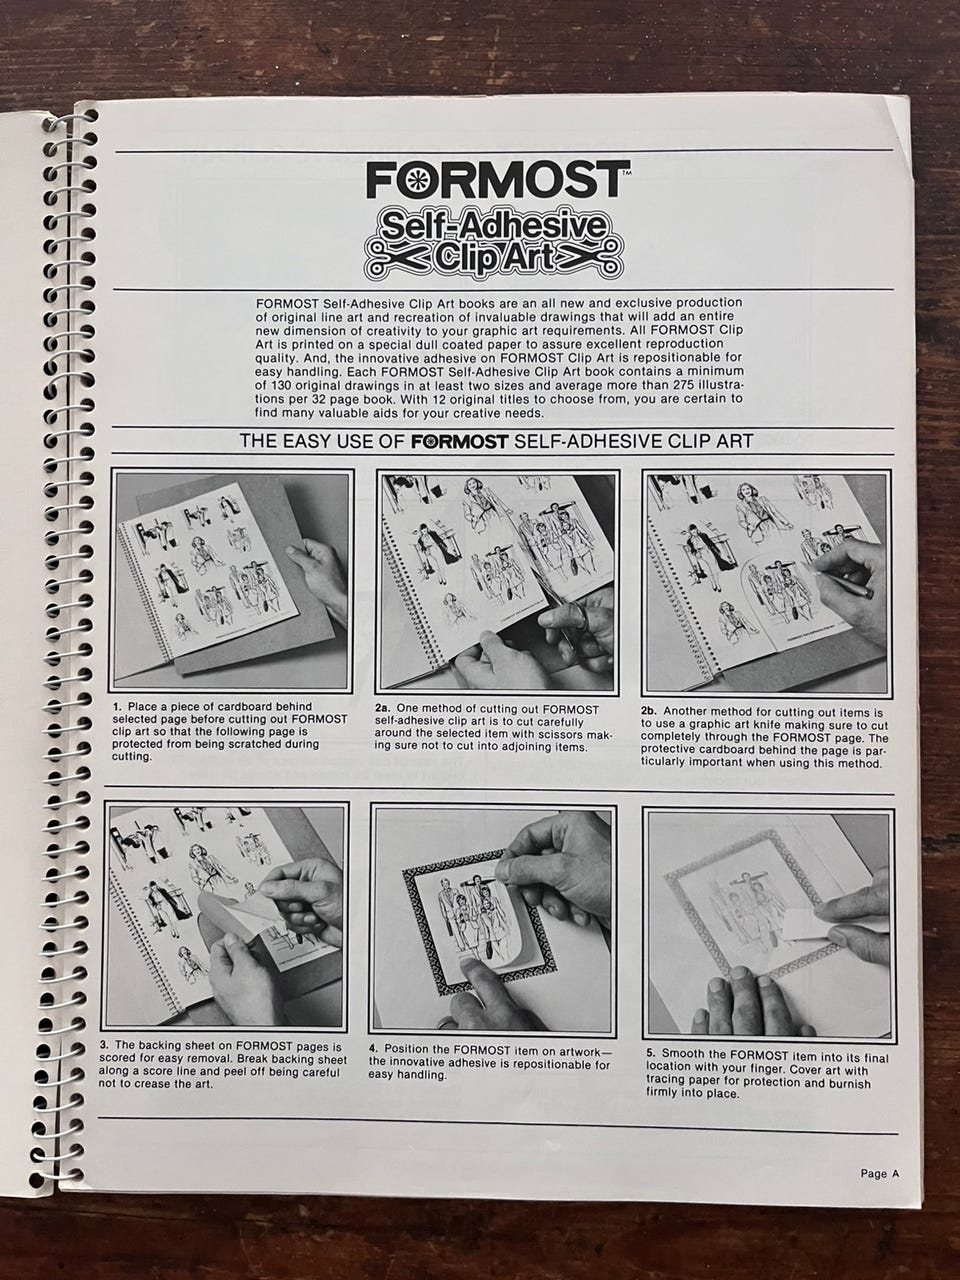 FORMOST™
Self-Adhesive
Clip Art
FORMOST Self-Adhesive Clip Art books are an all new and exclusive production
of original line art and recreation of invaluable drawings that will add an entire
new dimension of creativity to your graphic art requirements. All FORMOST Clip
Art is printed on a special dull coated paper to assure excellent reproduction
quality. And, the innovative adhesive on FORMOST Clip Art is repositionable for
easy handling. Each FORMOST Self-Adhesive Clip Art book contains a minimum
of 130 original drawings in at least two sizes and average more than 275 illustra-
tions per 32 page book. With 12 original titles to choose from, you are certain to
find many valuable aids for your creative needs.
THE EASY USE OF FORMOST SELF-ADHESIVE CLIP ART
1. Place a piece of cardboard behind
selected page before cutting out FORMOST
clip art so that the following page is
protected from being scratched during
cutting.
2a. One method of cutting out FORMOST
self-adhesive clip art is to cut carefully
around the selected item with scissors mak-
ing sure not to cut into adjoining items.
2b. Another method for cutting out items is
to use a graphic art knife making sure to cut
completely through the FORMOST page. The
protective cardboard behind the page is par-
ticularly important when using this method.
3. The backing sheet on FORMOST pages is
scored for easy removal. Break backing sheet
along a score line and peel off being careful
not to crease the art.
4. Position the FORMOST item on artwork—
the innovative adhesive is repositionable for
easy handling.
5. Smooth the FORMOST item into its final
location with your finger. Cover art with
tracing paper for protection and burnish
firmly into place.
Page A